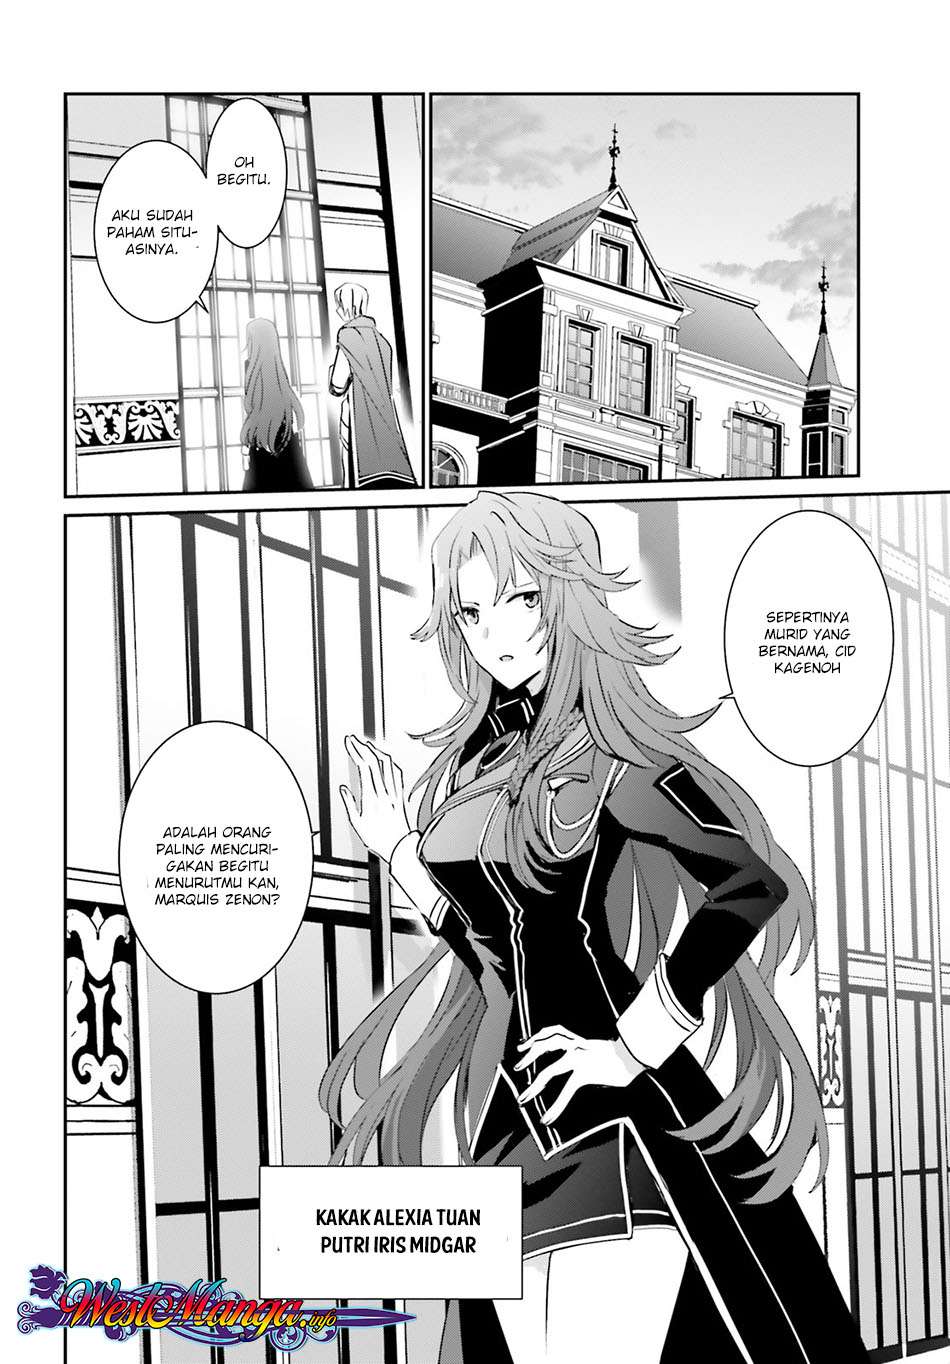 OH
BEGITU.
AKU SUDAH
PAHAM SITU-
ASINYA.
SEPERTINYA
MURID YANG
BERNAMA, CID
KAGENOH
ADALAH ORANG
PALING MENCURI-
GAKAN BEGITU
MENURUTMU KAN,
MARQUIS ZENON?
KAKAK ALEXIA TUAN
PUTRI IRIS MIDGAR
WestManga.info